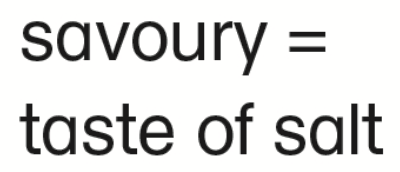 savoury =
taste of salt